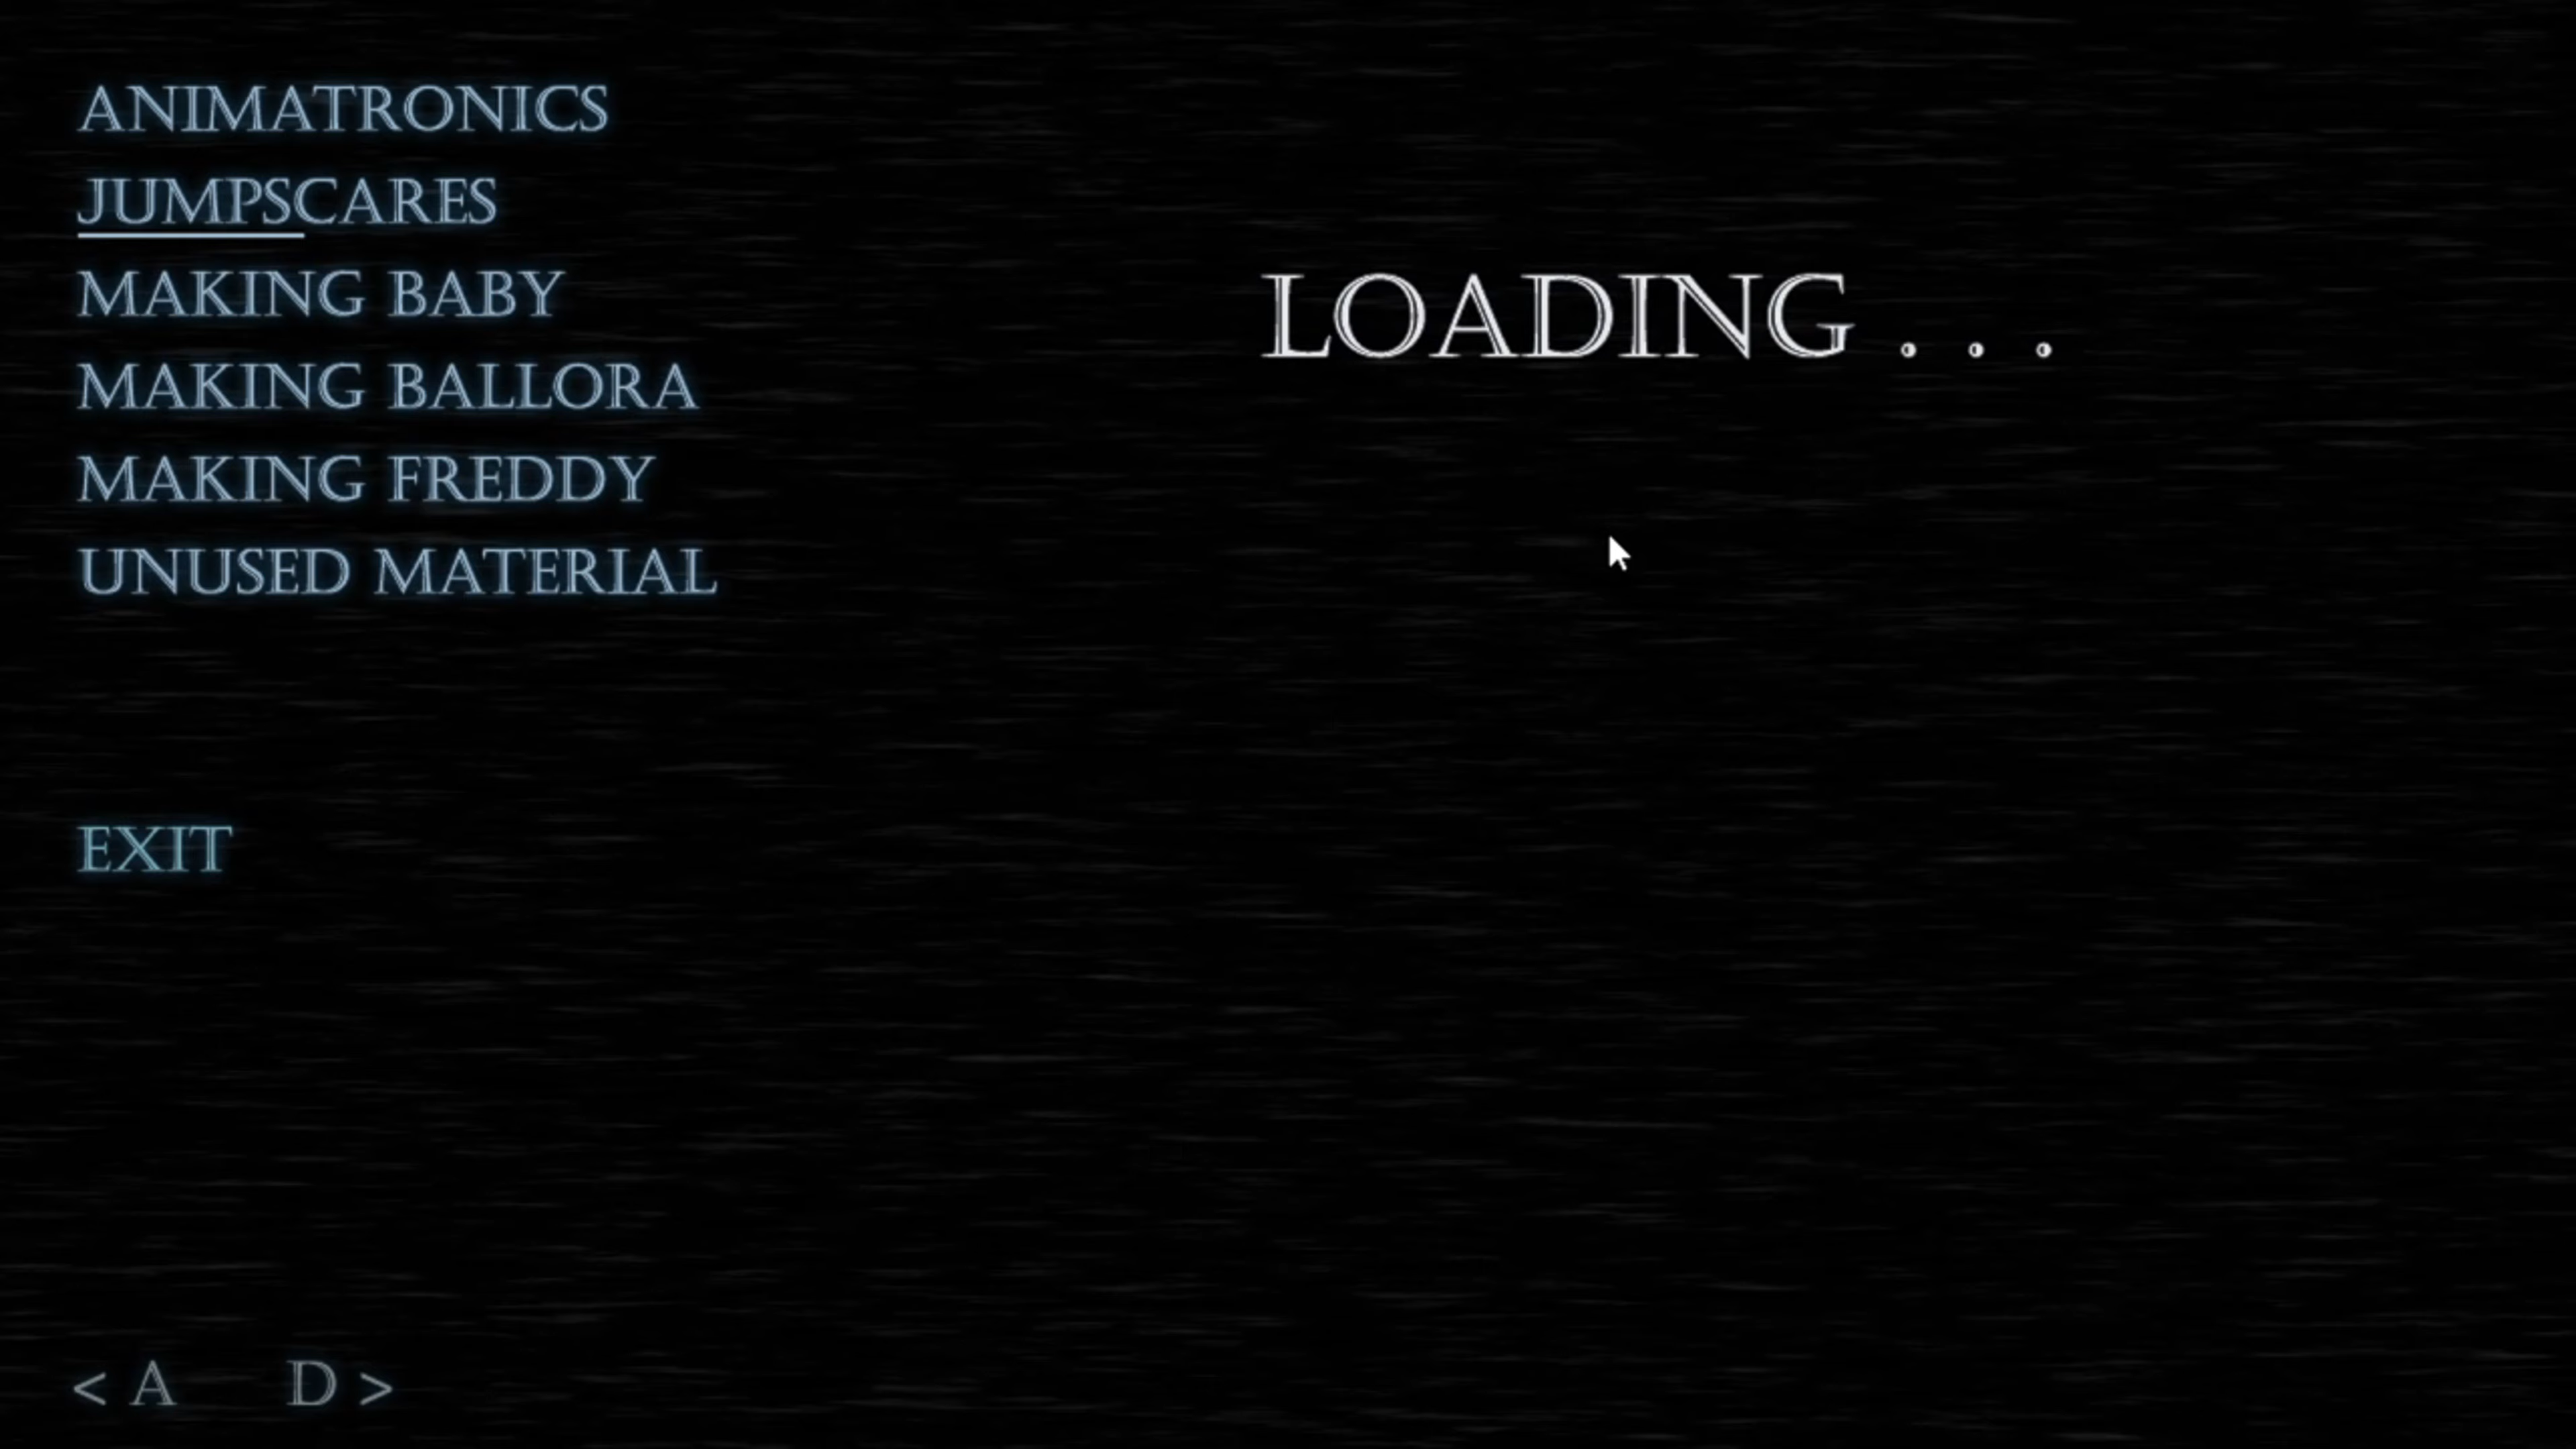 ANIMATRONICS
JUMPSCARES
MAKING BABY
MAKING BALLORA
MAKING FREDDY
UNUSED MATERIAL
LOADING . . .
EXIT
< A D >